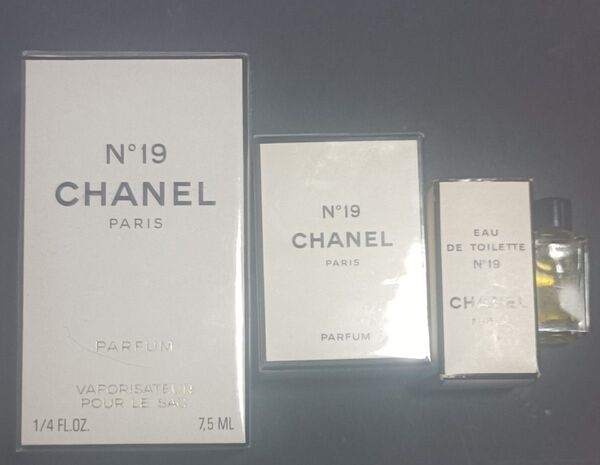 N°19
CHANEL
PARIS
PARFUM
VAPORISATEUR
POUR LE SAC
1/4 FL.OZ. 7,5 ML
N°19
CHANEL
PARIS
PARFUM
EAU
DE TOILETTE
N°19
CHANEL
PARIS